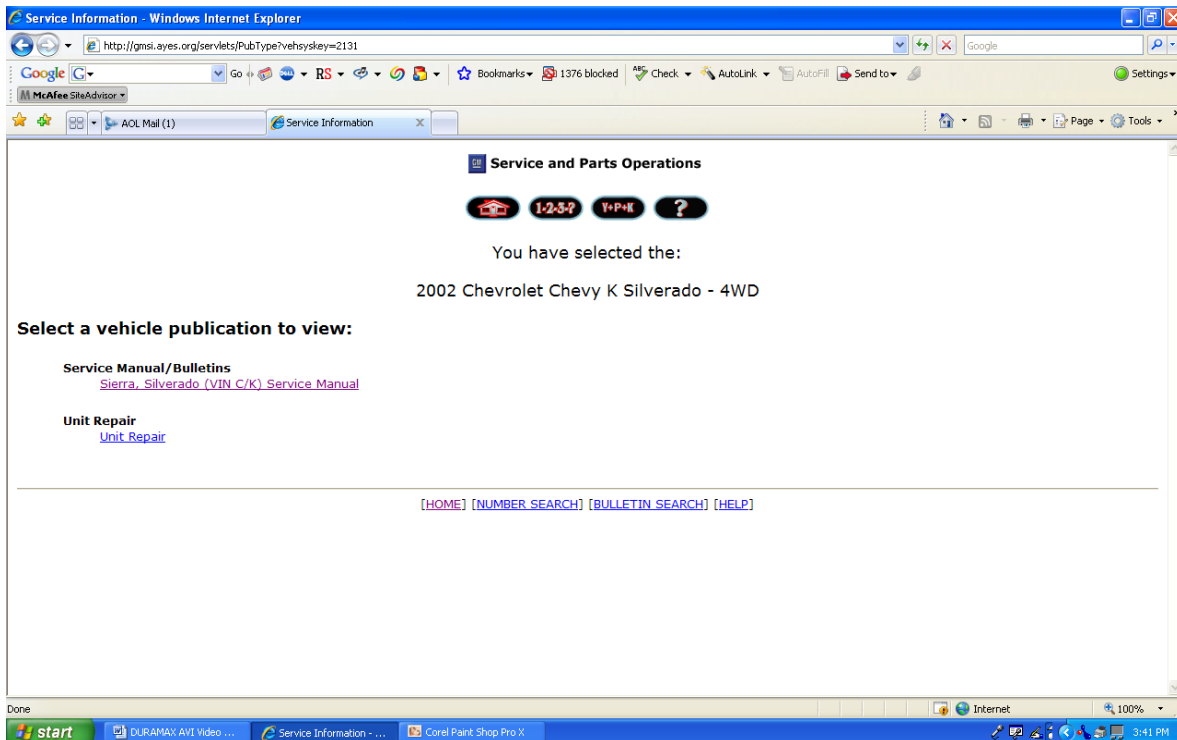 Service Information - Windows Internet Explorer
http://gmsi.ayes.org/servlets/PubType?vehsyskey=2131
Google
Google G Go RS Bookmarks 1376 blocked ABC Check AutoLink AutoFill Send to Settings
McAfee SiteAdvisor
AOL Mail (1) Service Information Page Tools
GM Service and Parts Operations
1-2-3-? Y+P+K ?
You have selected the:
2002 Chevrolet Chevy K Silverado - 4WD
Select a vehicle publication to view:
Service Manual/Bulletins
Sierra, Silverado (VIN C/K) Service Manual
Unit Repair
Unit Repair
[HOME] [NUMBER SEARCH] [BULLETIN SEARCH] [HELP]
Done Internet 100%
start DURAMAX AVI Video ... Service Information - ... Corel Paint Shop Pro X 3:41 PM